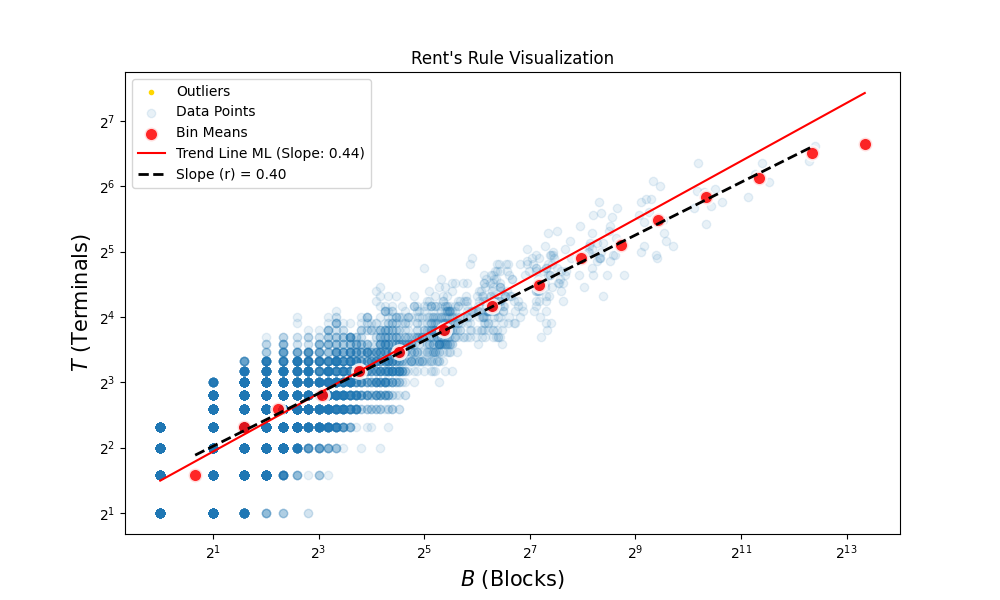 Rent's Rule Visualization
Outliers
Data Points
Bin Means
Trend Line ML (Slope: 0.44)
Slope (r) = 0.40
T (Terminals)
2^7
2^6
2^5
2^4
2^3
2^2
2^1
2^1 2^3 2^5 2^7 2^9 2^11 2^13
B (Blocks)